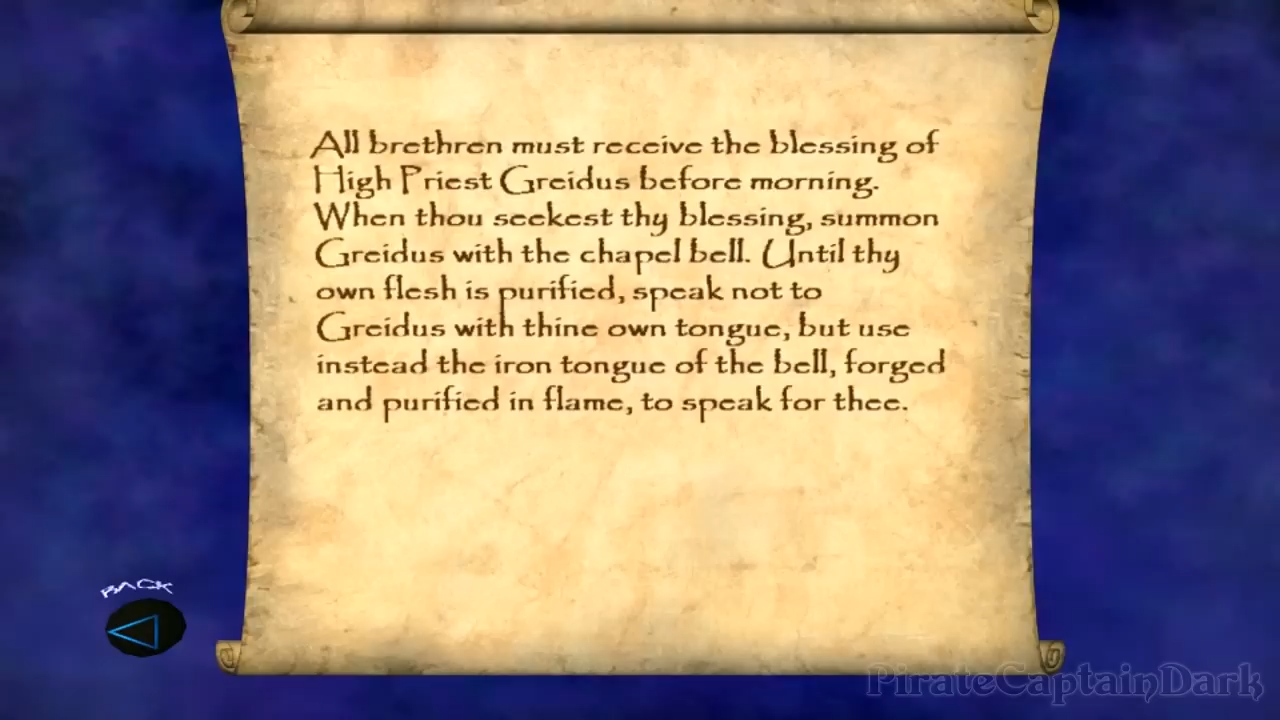 All brethren must receive the blessing of
High Priest Greidus before morning.
When thou seekest thy blessing, summon
Greidus with the chapel bell. Until thy
own flesh is purified, speak not to
Greidus with thine own tongue, but use
instead the iron tongue of the bell, forged
and purified in flame, to speak for thee.
BACK
PirateCaptainDark